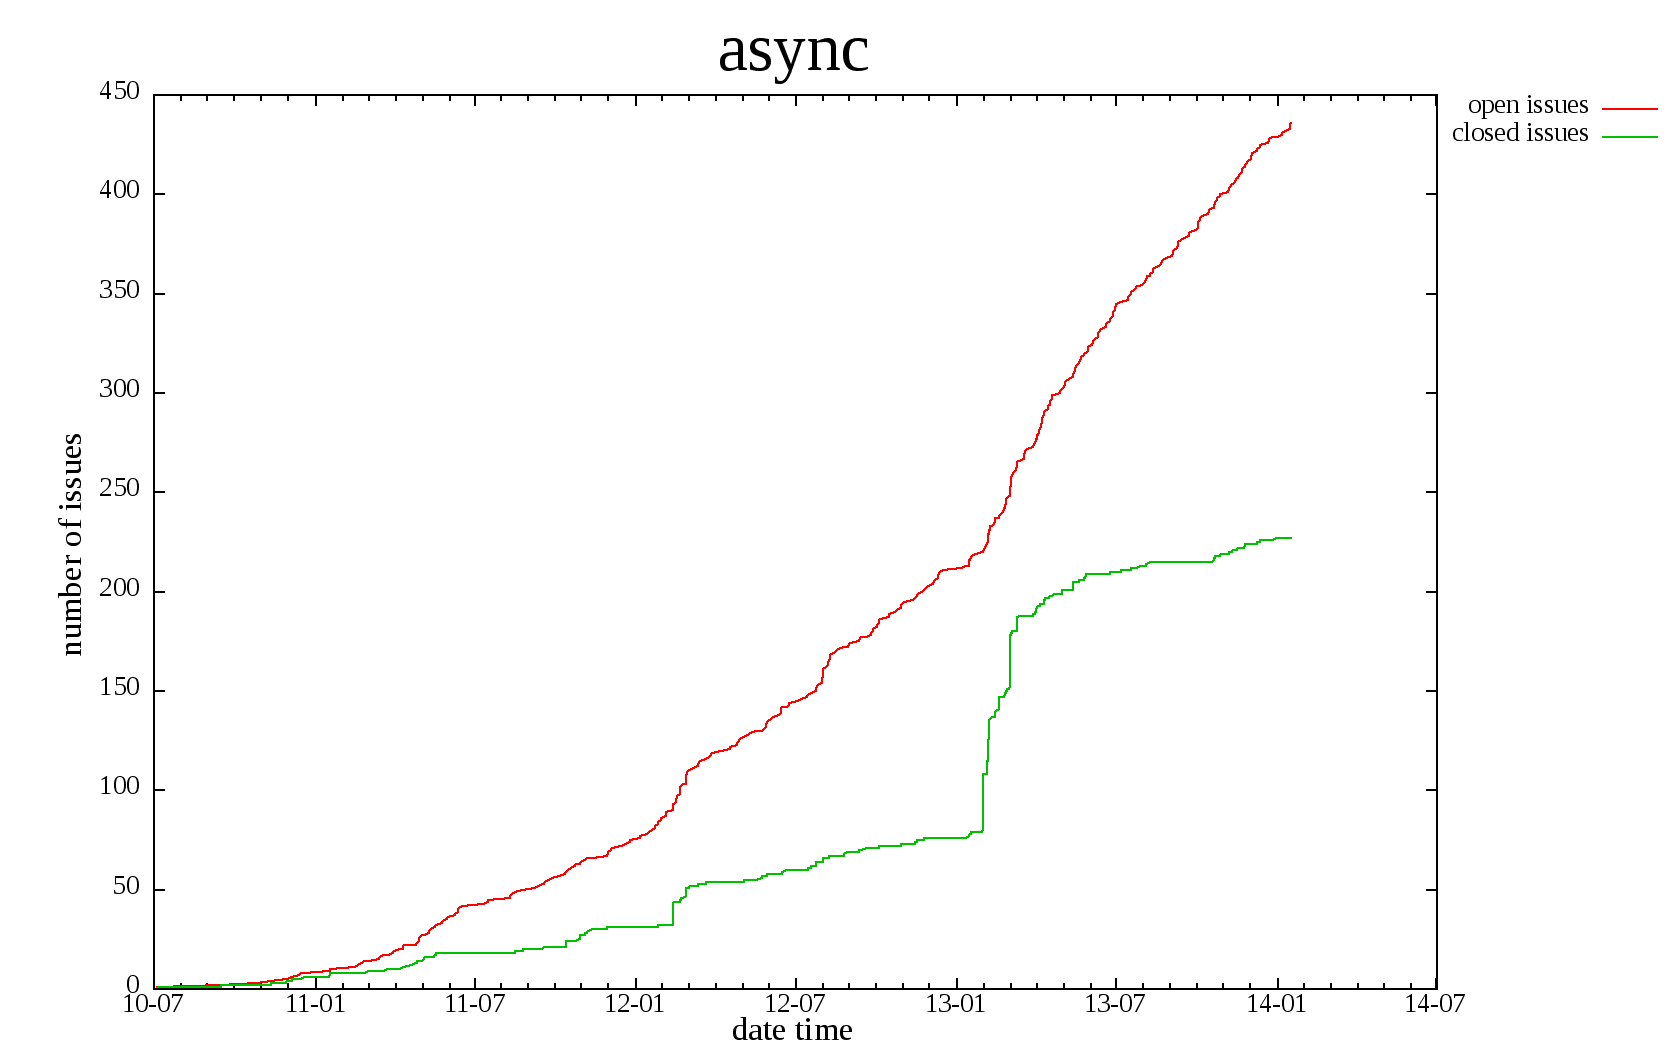 async
open issues
closed issues
450
400
350
300
250
200
150
100
50
0
number of issues
10-07 11-01 11-07 12-01 12-07 13-01 13-07 14-01 14-07
date time